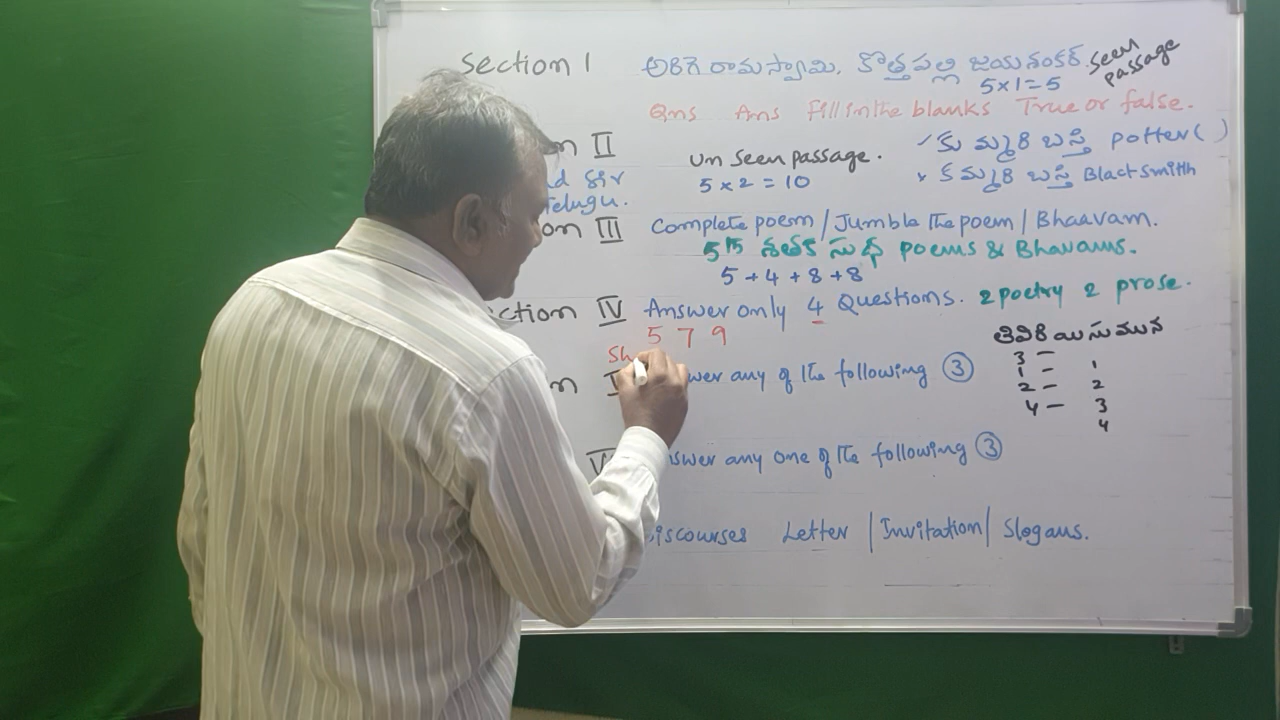 Section I అరిగె రామస్వామి, కొత్తపల్లి జయశంకర్ Seen passage
5 x 1 = 5
Qns Ans Fill in the blanks True or false.
II Un Seen passage. ✓ కుమ్మరి బస్తీ potter ( )
5 x 2 = 10 x కమ్మరి బస్తీ Blacksmith
sir
Telugu.
on III Complete poem / Jumble the poem / Bhaavam.
5th శతక సుధ poems & Bhavams.
5 + 4 + 8 + 8
ction IV Answer only 4 Questions. 2 poetry 2 prose.
5 7 9
Sh
తివిరి యిసుమున
3 -
1 - 1
2 - 2
4 - 3
4
wer any of the following ③
swer any one of the following ③
iscourses Letter / Invitation / Slogans.